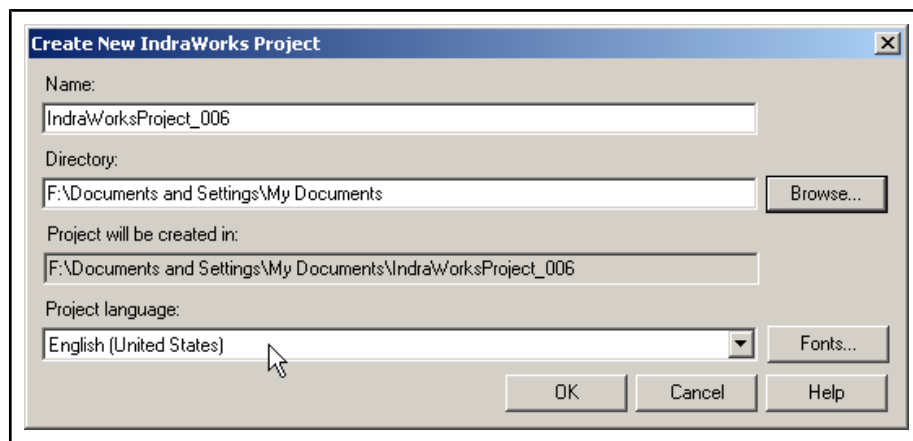 Create New IndraWorks Project
Name:
IndraWorksProject_006
Directory:
F:\Documents and Settings\My Documents
Browse...
Project will be created in:
F:\Documents and Settings\My Documents\IndraWorksProject_006
Project language:
English (United States)
Fonts...
OK Cancel Help